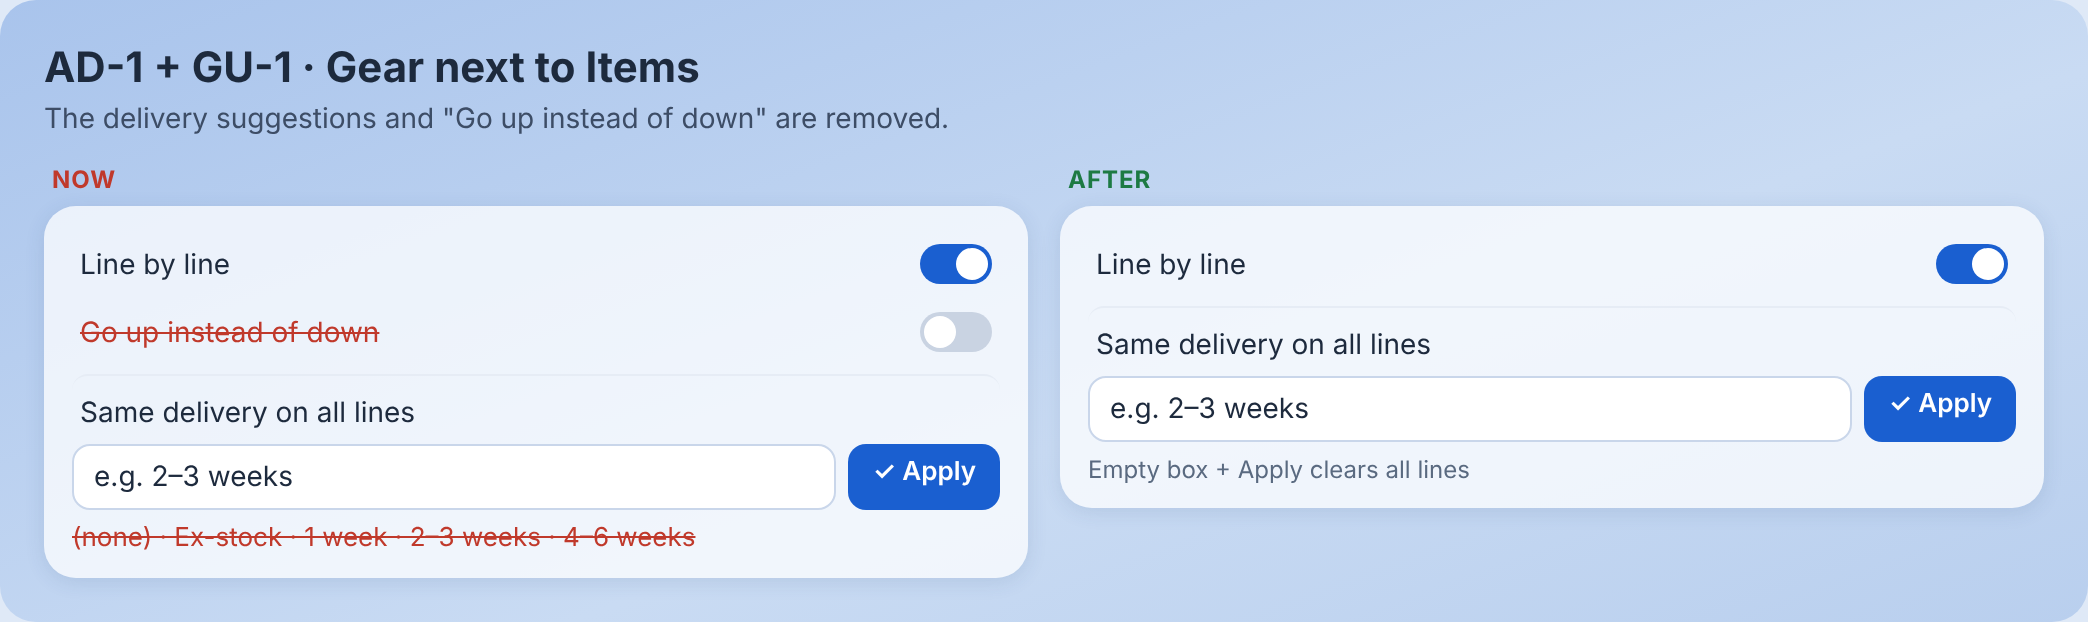 AD-1 + GU-1 · Gear next to Items
The delivery suggestions and "Go up instead of down" are removed.
NOW
Line by line
Go up instead of down
Same delivery on all lines
e.g. 2–3 weeks
✓ Apply
(none) · Ex-stock · 1 week · 2–3 weeks · 4–6 weeks
AFTER
Line by line
Same delivery on all lines
e.g. 2–3 weeks
✓ Apply
Empty box + Apply clears all lines